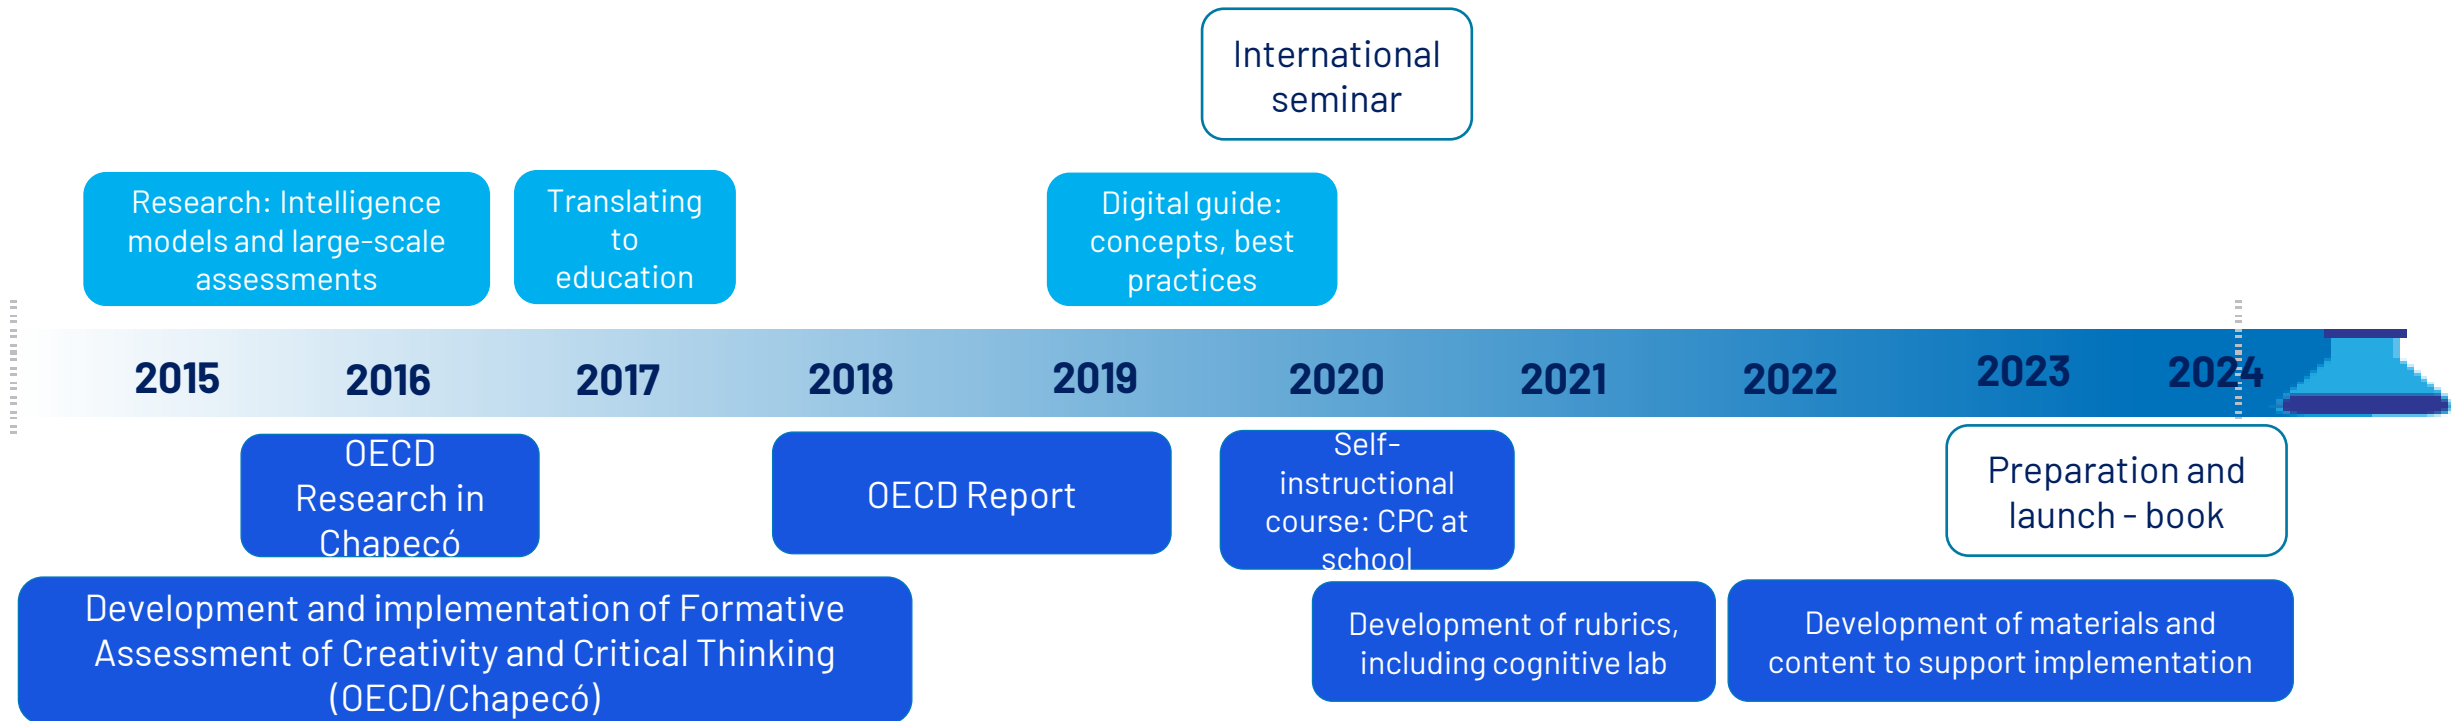 International
seminar
Research: Intelligence
models and large-scale
assessments
Translating
to
education
Digital guide:
concepts, best
practices
2015
2016
2017
2018
2019
2020
2021
2022
2023
2024
OECD
Research in
Chapecó
OECD Report
Self-
instructional
course: CPC at
school
Preparation and
launch - book
Development and implementation of Formative
Assessment of Creativity and Critical Thinking
(OECD/Chapecó)
Development of rubrics,
including cognitive lab
Development of materials and
content to support implementation